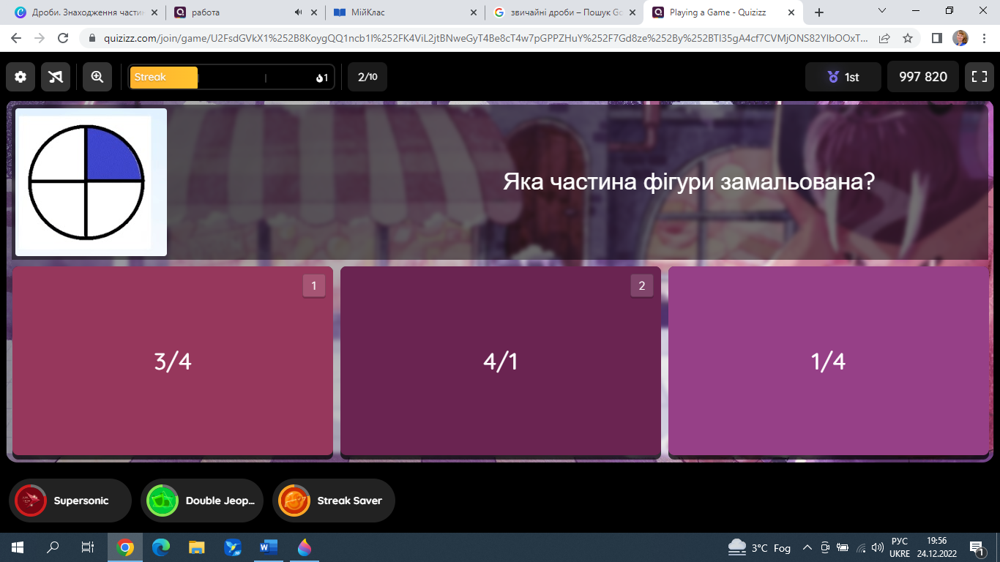 Дроби. Знаходження частин
работа
МійКлас
звичайні дроби – Пошук Go
Playing a Game - Quizizz
quizizz.com/join/game/U2FsdGVkX1%252B8KoygQQ1ncb1l%252FK4ViL2jtBNweGyT4Be8cT4w7pGPPZHuY%252F7Gd8ze%252By%252BTl35gA4cf7CVMjONS82YlbOOxT...
Streak
1
2/10
1st
997 820
Яка частина фігури замальована?
1
2
3/4
4/1
1/4
Supersonic
Double Jeop...
Streak Saver
3°C Fog
РУС
UKRE
19:56
24.12.2022
1